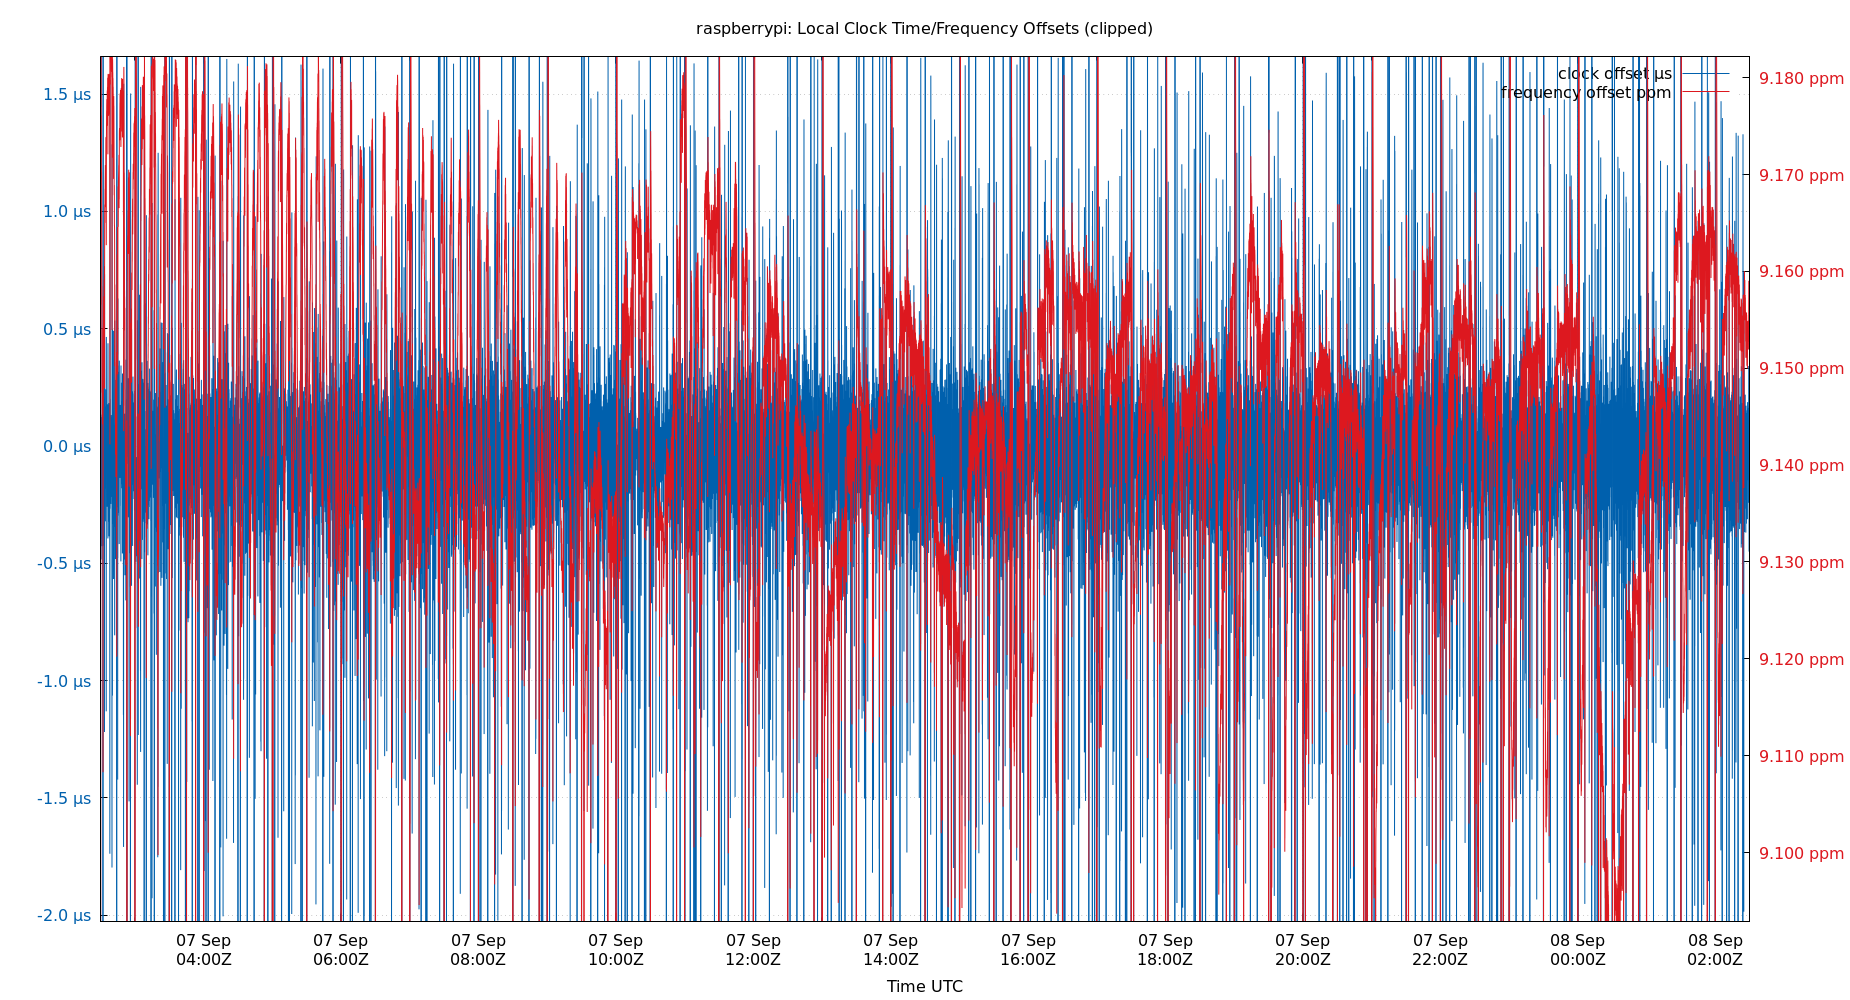 raspberrypi: Local Clock Time/Frequency Offsets (clipped)
clock offset µs
frequency offset ppm
1.5 µs
1.0 µs
0.5 µs
0.0 µs
-0.5 µs
-1.0 µs
-1.5 µs
-2.0 µs
9.180 ppm
9.170 ppm
9.160 ppm
9.150 ppm
9.140 ppm
9.130 ppm
9.120 ppm
9.110 ppm
9.100 ppm
07 Sep 07 Sep 07 Sep 07 Sep 07 Sep 07 Sep 07 Sep 07 Sep 07 Sep 07 Sep 08 Sep 08 Sep
04:00Z 06:00Z 08:00Z 10:00Z 12:00Z 14:00Z 16:00Z 18:00Z 20:00Z 22:00Z 00:00Z 02:00Z
Time UTC